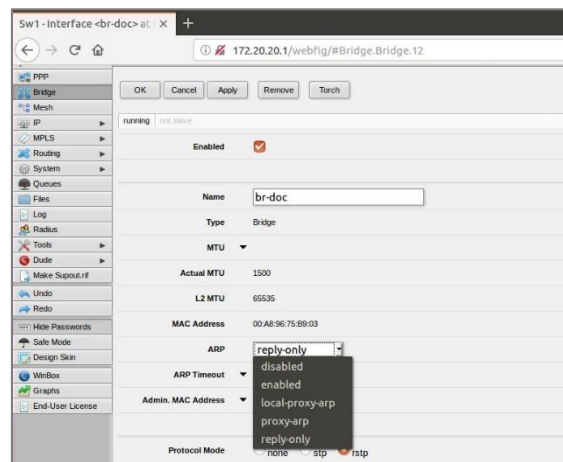 Sw1 - Interface <br-doc> at
172.20.20.1/webfig/#Bridge.Bridge.12
PPP
Bridge
Mesh
IP
MPLS
Routing
System
Queues
Files
Log
Radius
Tools
Dude
Make Supout.rif
Undo
Redo
Hide Passwords
Safe Mode
Design Skin
WinBox
Graphs
End-User License
OK Cancel Apply Remove Torch
running not slave
Enabled
Name br-doc
Type Bridge
MTU
Actual MTU 1500
L2 MTU 65535
MAC Address 00:A8:96:75:B9:03
ARP reply-only
disabled
enabled
local-proxy-arp
proxy-arp
reply-only
ARP Timeout
Admin. MAC Address
Protocol Mode none stp rstp